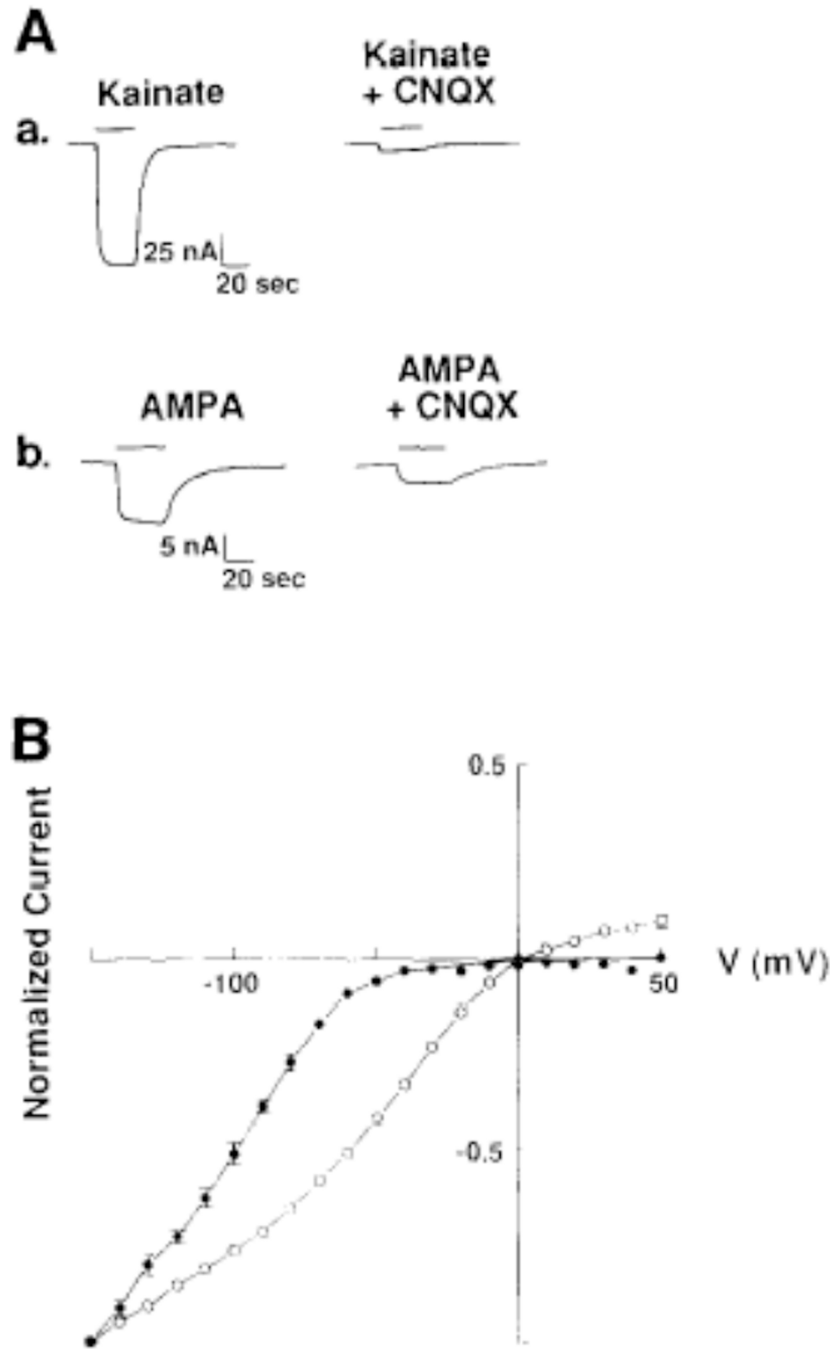 A
Kainate
Kainate
+ CNQX
a.
25 nA
20 sec
AMPA
AMPA
+ CNQX
b.
5 nA
20 sec
B
0.5
Normalized Current
-100
50
V (mV)
-0.5